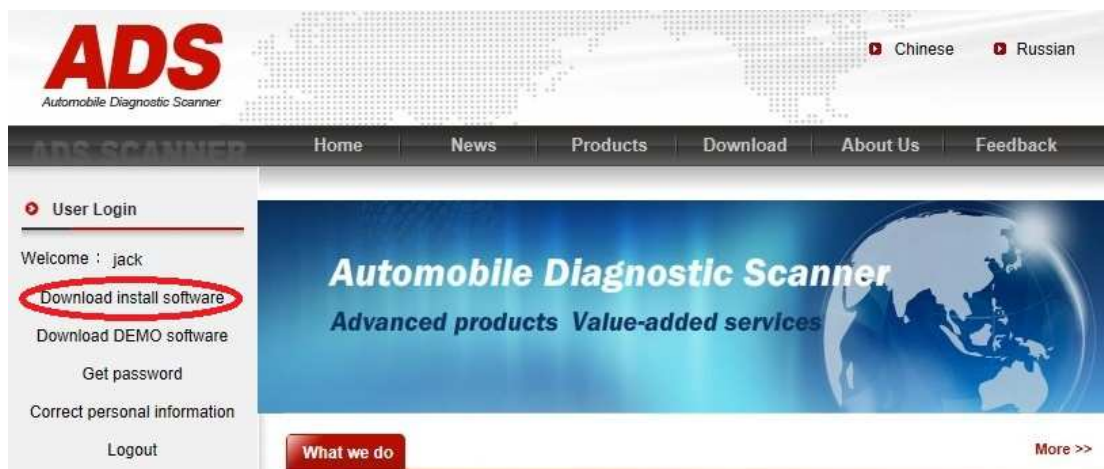 ADS
Automobile Diagnostic Scanner
Chinese
Russian
ADS SCANNER
Home
News
Products
Download
About Us
Feedback
User Login
Welcome： jack
Download install software
Download DEMO software
Get password
Correct personal information
Logout
Automobile Diagnostic Scanner
Advanced products Value-added services
What we do
More >>